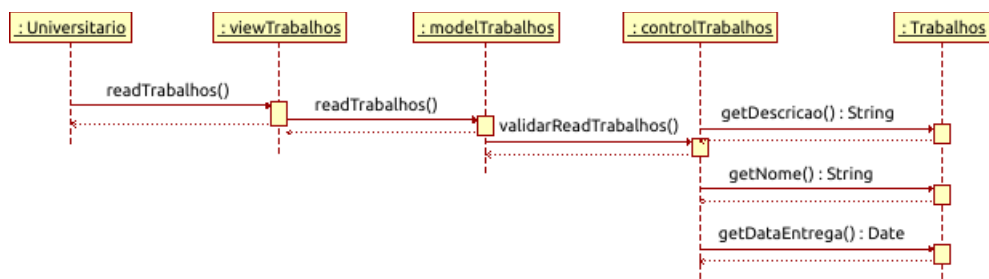 : Universitario
: viewTrabalhos
: modelTrabalhos
: controlTrabalhos
: Trabalhos
readTrabalhos()
readTrabalhos()
validarReadTrabalhos()
getDescricao() : String
getNome() : String
getDataEntrega() : Date